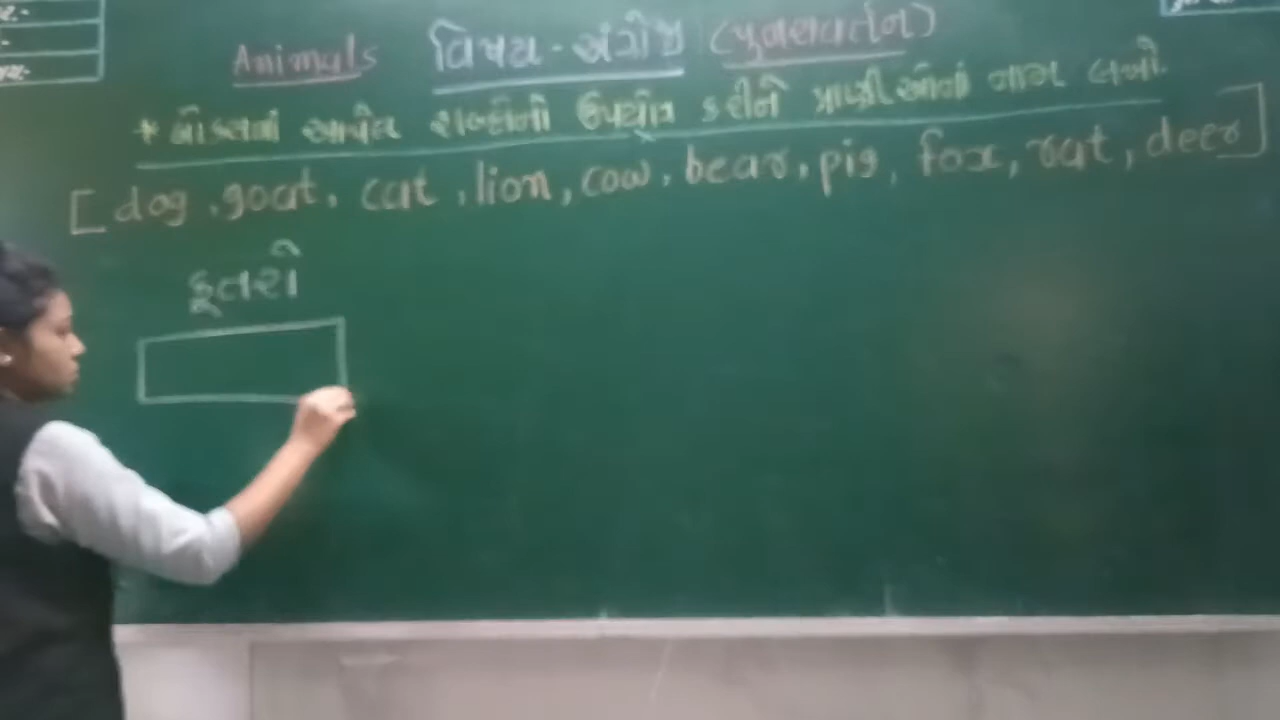 Animals વિષય - અંગ્રેજી (પુનરાવર્તન)
* બોક્સમાં આપેલ શબ્દોનો ઉપયોગ કરીને પ્રાણીઓનાં નામ લખો.
[ dog, goat, cat, lion, cow, bear, pig, fox, rat, deer ]
કૂતરો